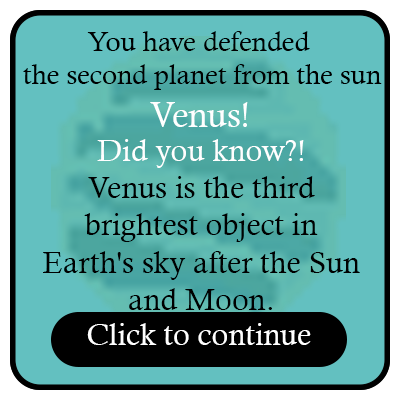 You have defended
the second planet from the sun
Venus!
Did you know?!
Venus is the third
brightest object in
Earth's sky after the Sun
and Moon.
Click to continue